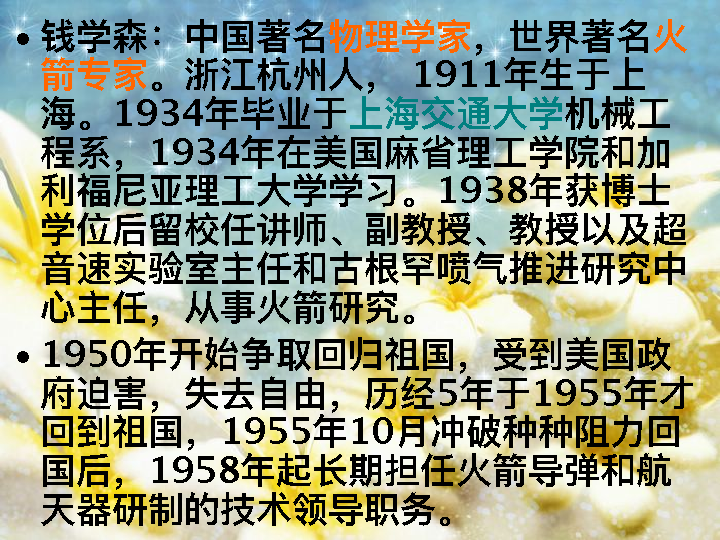 •钱学森：中国著名物理学家，世界著名火
箭专家。浙江杭州人， 1911年生于上
海。1934年毕业于上海交通大学机械工
程系，1934年在美国麻省理工学院和加
利福尼亚理工大学学习。1938年获博士
学位后留校任讲师、副教授、教授以及超
音速实验室主任和古根罕喷气推进研究中
心主任，从事火箭研究。
•1950年开始争取回归祖国，受到美国政
府迫害，失去自由，历经5年于1955年才
回到祖国，1955年10月冲破种种阻力回
国后，1958年起长期担任火箭导弹和航
天器研制的技术领导职务。